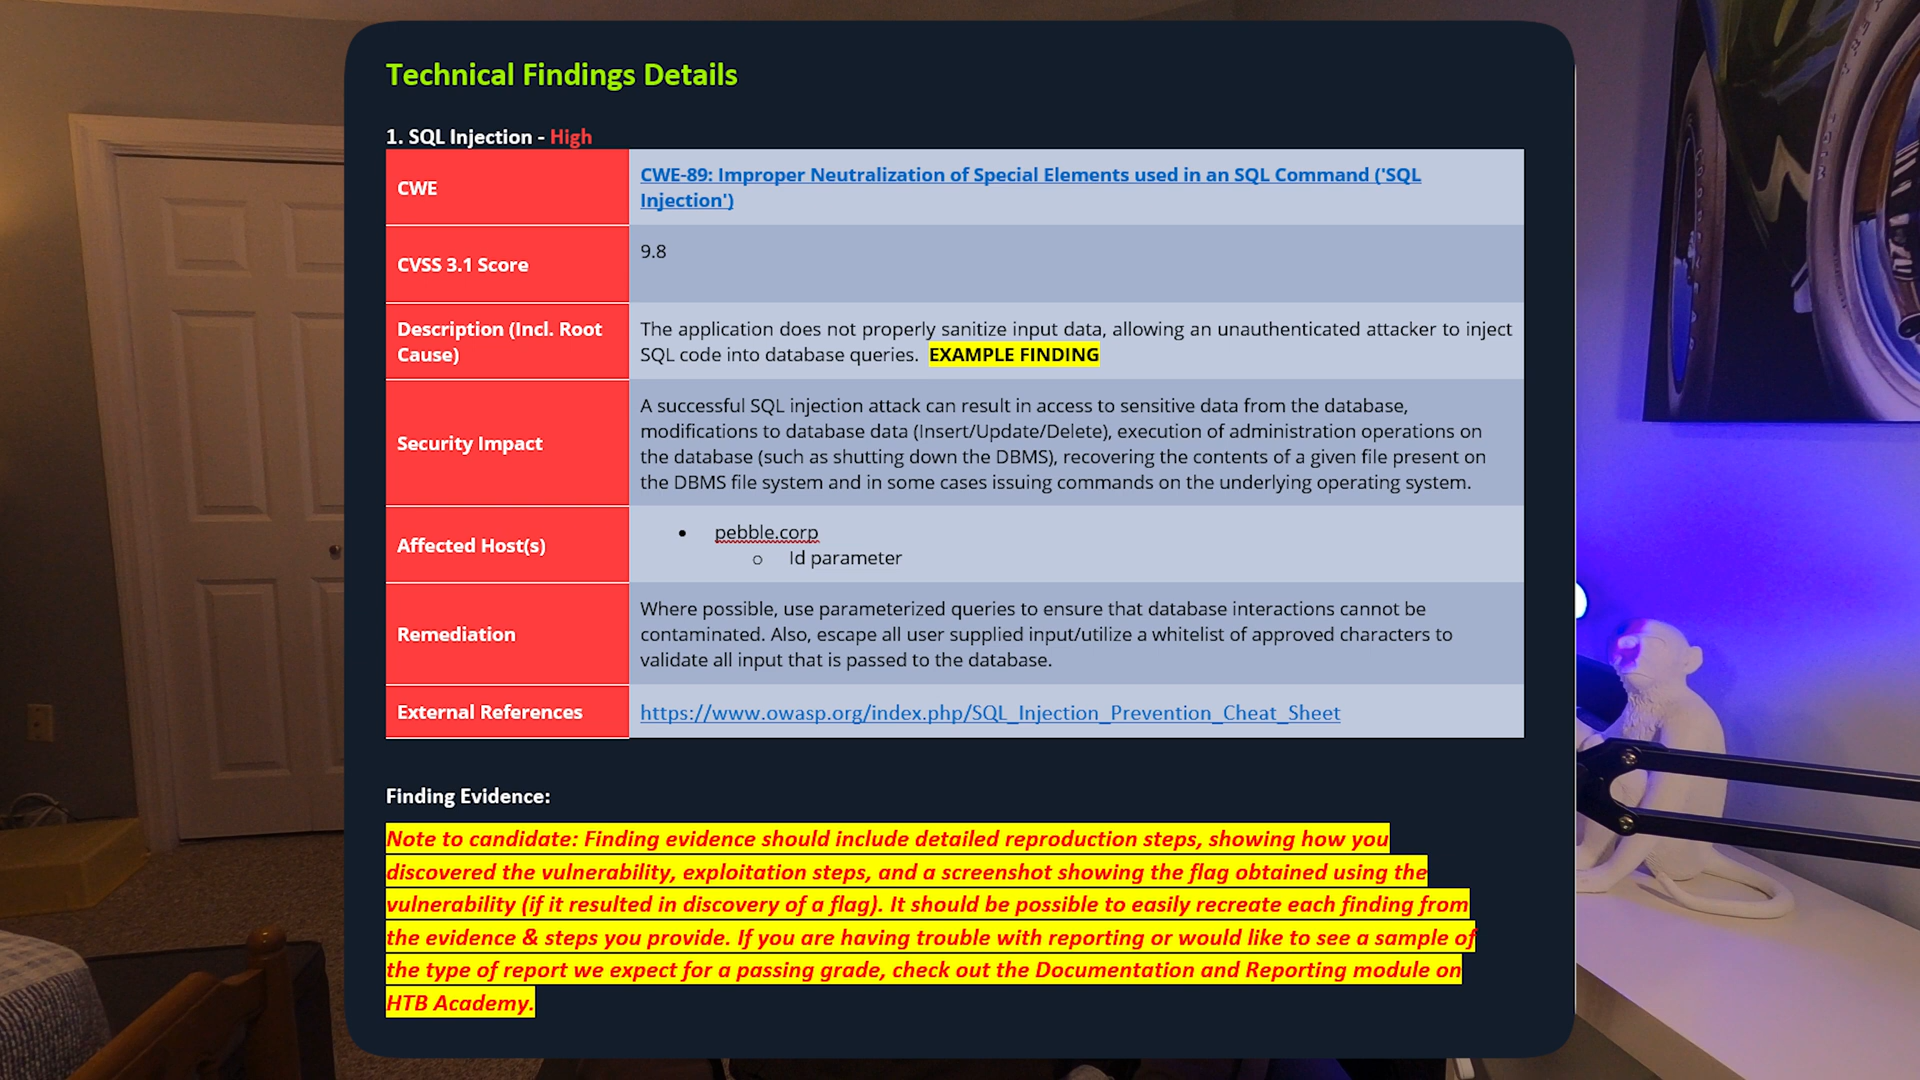 Technical Findings Details
1. SQL Injection - High
CWE
CWE-89: Improper Neutralization of Special Elements used in an SQL Command ('SQL
Injection')
CVSS 3.1 Score
9.8
Description (Incl. Root
Cause)
The application does not properly sanitize input data, allowing an unauthenticated attacker to inject
SQL code into database queries. EXAMPLE FINDING
Security Impact
A successful SQL injection attack can result in access to sensitive data from the database,
modifications to database data (Insert/Update/Delete), execution of administration operations on
the database (such as shutting down the DBMS), recovering the contents of a given file present on
the DBMS file system and in some cases issuing commands on the underlying operating system.
Affected Host(s)
• pebble.corp
o Id parameter
Remediation
Where possible, use parameterized queries to ensure that database interactions cannot be
contaminated. Also, escape all user supplied input/utilize a whitelist of approved characters to
validate all input that is passed to the database.
External References
https://www.owasp.org/index.php/SQL_Injection_Prevention_Cheat_Sheet
Finding Evidence:
Note to candidate: Finding evidence should include detailed reproduction steps, showing how you
discovered the vulnerability, exploitation steps, and a screenshot showing the flag obtained using the
vulnerability (if it resulted in discovery of a flag). It should be possible to easily recreate each finding from
the evidence & steps you provide. If you are having trouble with reporting or would like to see a sample of
the type of report we expect for a passing grade, check out the Documentation and Reporting module on
HTB Academy.